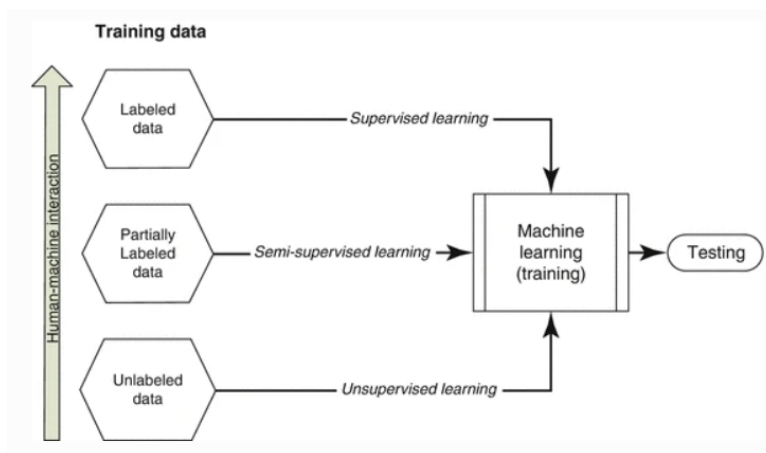 Training data
Human-machine interaction
Labeled
data
Supervised learning
Partially
Labeled
data
Semi-supervised learning
Machine
learning
(training)
Testing
Unlabeled
data
Unsupervised learning